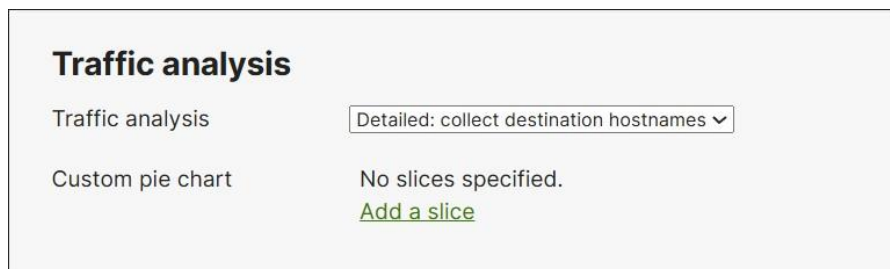 Traffic analysis
Traffic analysis Detailed: collect destination hostnames
Custom pie chart No slices specified.
Add a slice